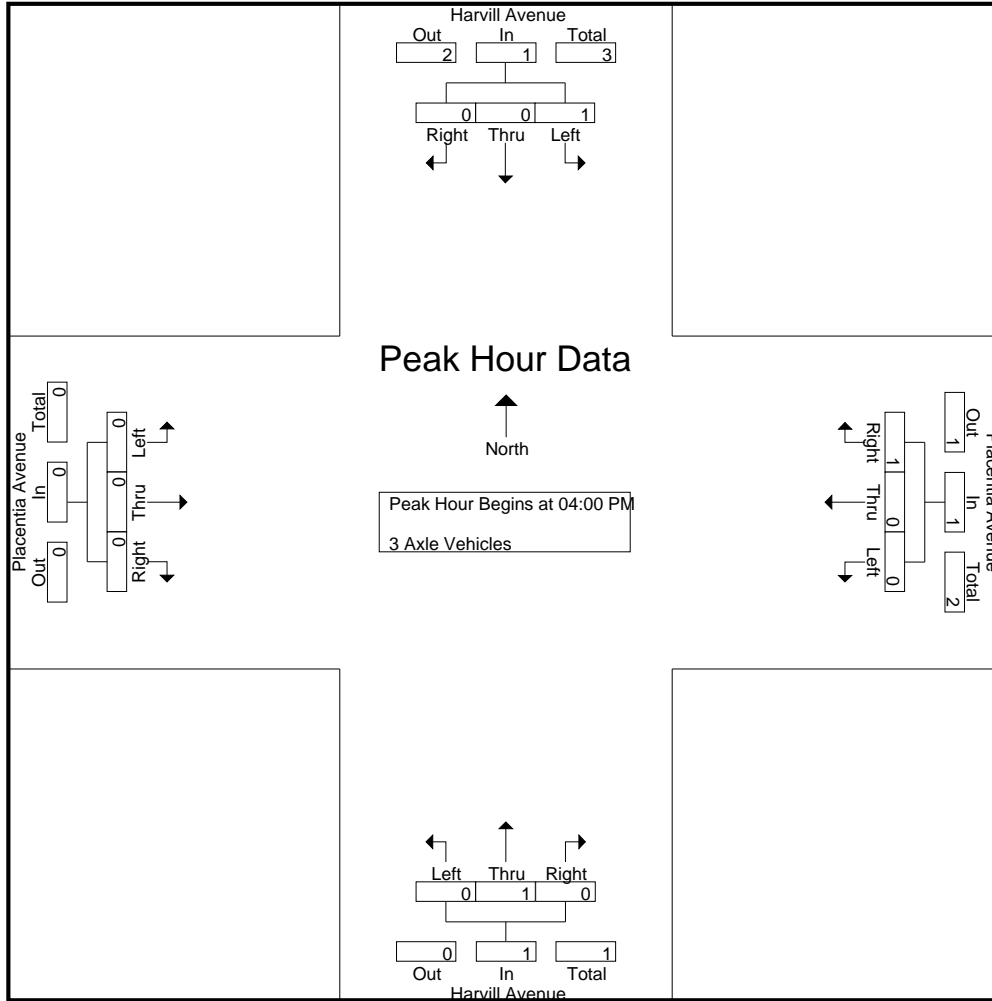 Harvill Avenue
Out In Total
2 1 3
0 0 1
Right Thru Left
Peak Hour Data
North
Peak Hour Begins at 04:00 PM
3 Axle Vehicles
Placentia Avenue
Total In Out
0 0 0
0 0 0
Left Thru Right
Right Thru Left
1 0 0
1 1 2
Out In Total
Placentia Avenue
Left Thru Right
0 1 0
0 1 1
Out In Total
Harvill Avenue